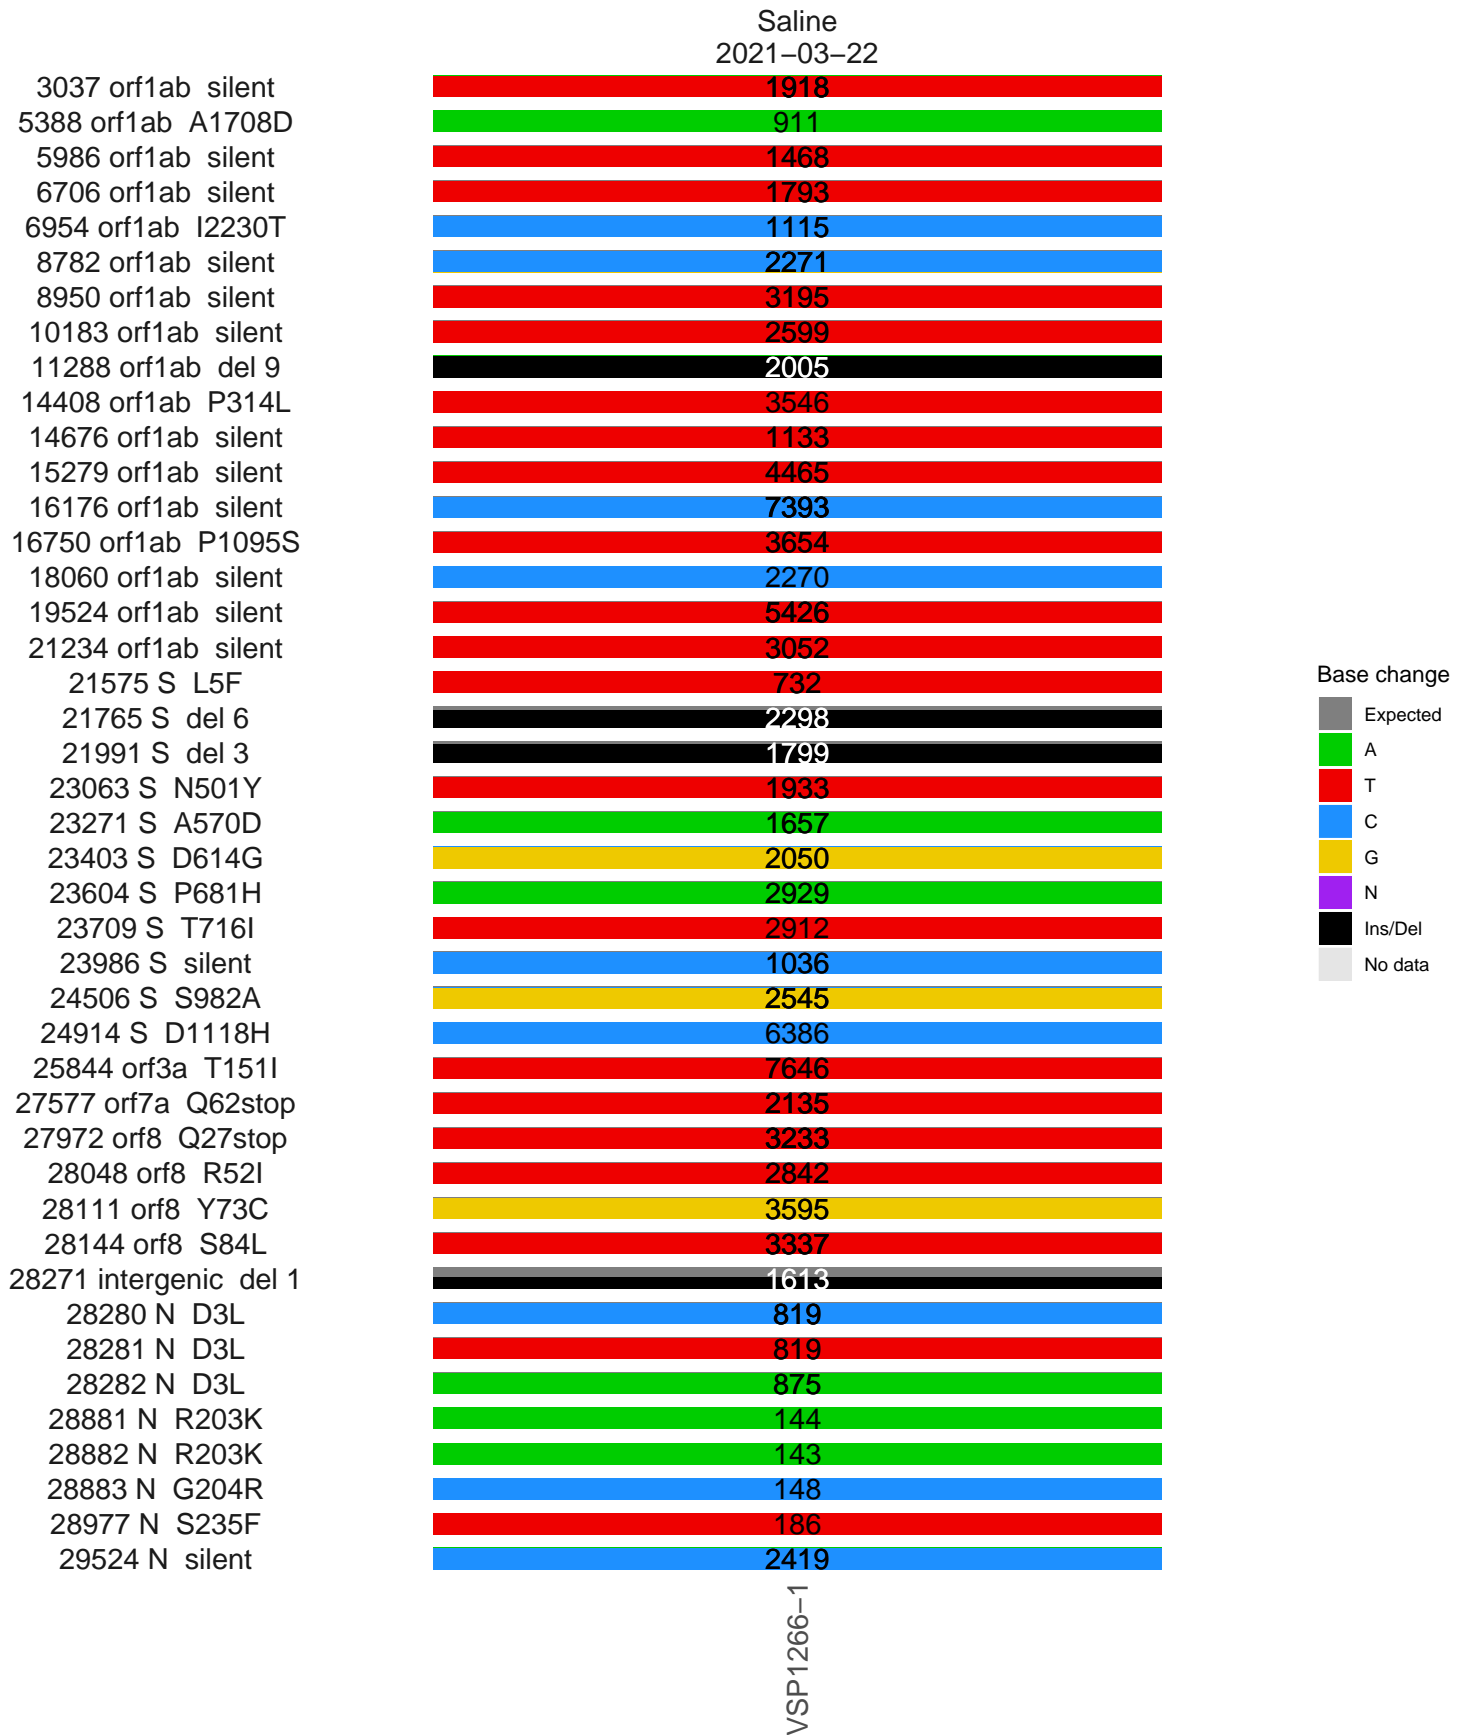 Saline
2021−03−22
3037 orf1ab silent 1918
5388 orf1ab A1708D 911
5986 orf1ab silent 1468
6706 orf1ab silent 1793
6954 orf1ab I2230T 1115
8782 orf1ab silent 2271
8950 orf1ab silent 3195
10183 orf1ab silent 2599
11288 orf1ab del 9 2005
14408 orf1ab P314L 3546
14676 orf1ab silent 1133
15279 orf1ab silent 4465
16176 orf1ab silent 7393
16750 orf1ab P1095S 3654
18060 orf1ab silent 2270
19524 orf1ab silent 5426
21234 orf1ab silent 3052
21575 S L5F 732
21765 S del 6 2298
21991 S del 3 1799
23063 S N501Y 1933
23271 S A570D 1657
23403 S D614G 2050
23604 S P681H 2929
23709 S T716I 2912
23986 S silent 1036
24506 S S982A 2545
24914 S D1118H 6386
25844 orf3a T151I 7646
27577 orf7a Q62stop 2135
27972 orf8 Q27stop 3233
28048 orf8 R52I 2842
28111 orf8 Y73C 3595
28144 orf8 S84L 3337
28271 intergenic del 1 1613
28280 N D3L 819
28281 N D3L 819
28282 N D3L 875
28881 N R203K 144
28882 N R203K 143
28883 N G204R 148
28977 N S235F 186
29524 N silent 2419
VSP1266−1
Base change
Expected
A
T
C
G
N
Ins/Del
No data